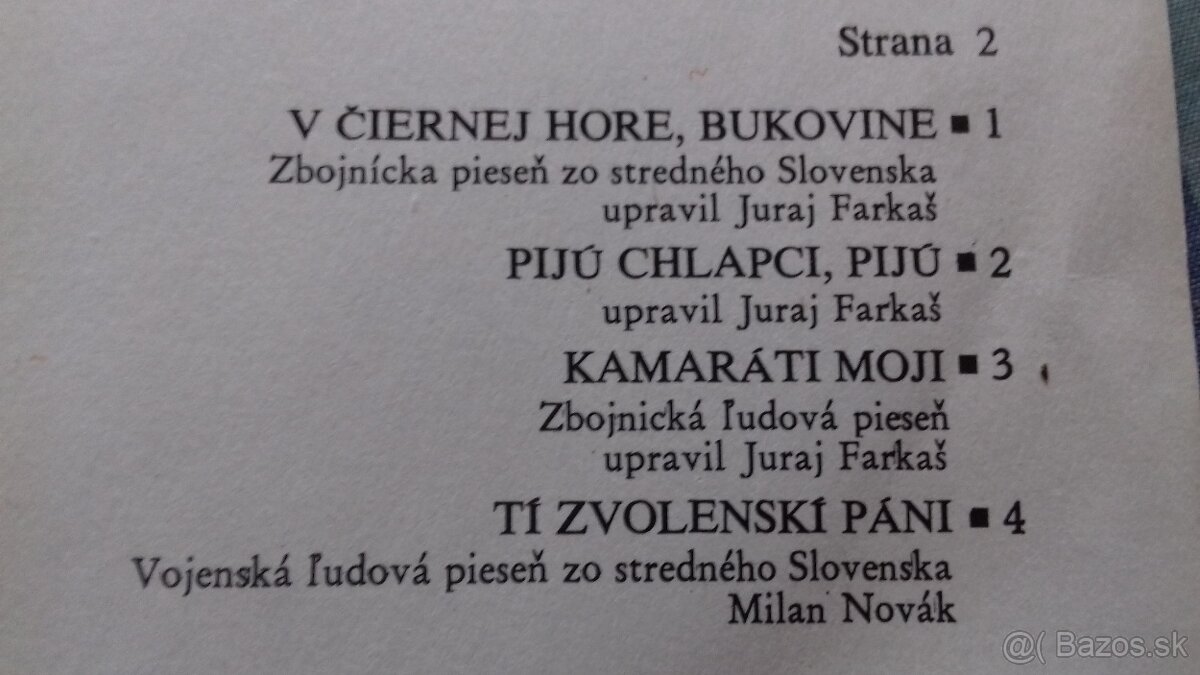 Strana 2
V ČIERNEJ HORE, BUKOVINE ■ 1
Zbojnícka pieseň zo stredného Slovenska
upravil Juraj Farkaš
PIJÚ CHLAPCI, PIJÚ ■ 2
upravil Juraj Farkaš
KAMARÁTI MOJI ■ 3
Zbojnická ľudová pieseň
upravil Juraj Farkaš
TÍ ZVOLENSKÍ PÁNI ■ 4
Vojenská ľudová pieseň zo stredného Slovenska
Milan Novák
@( Bazos.sk